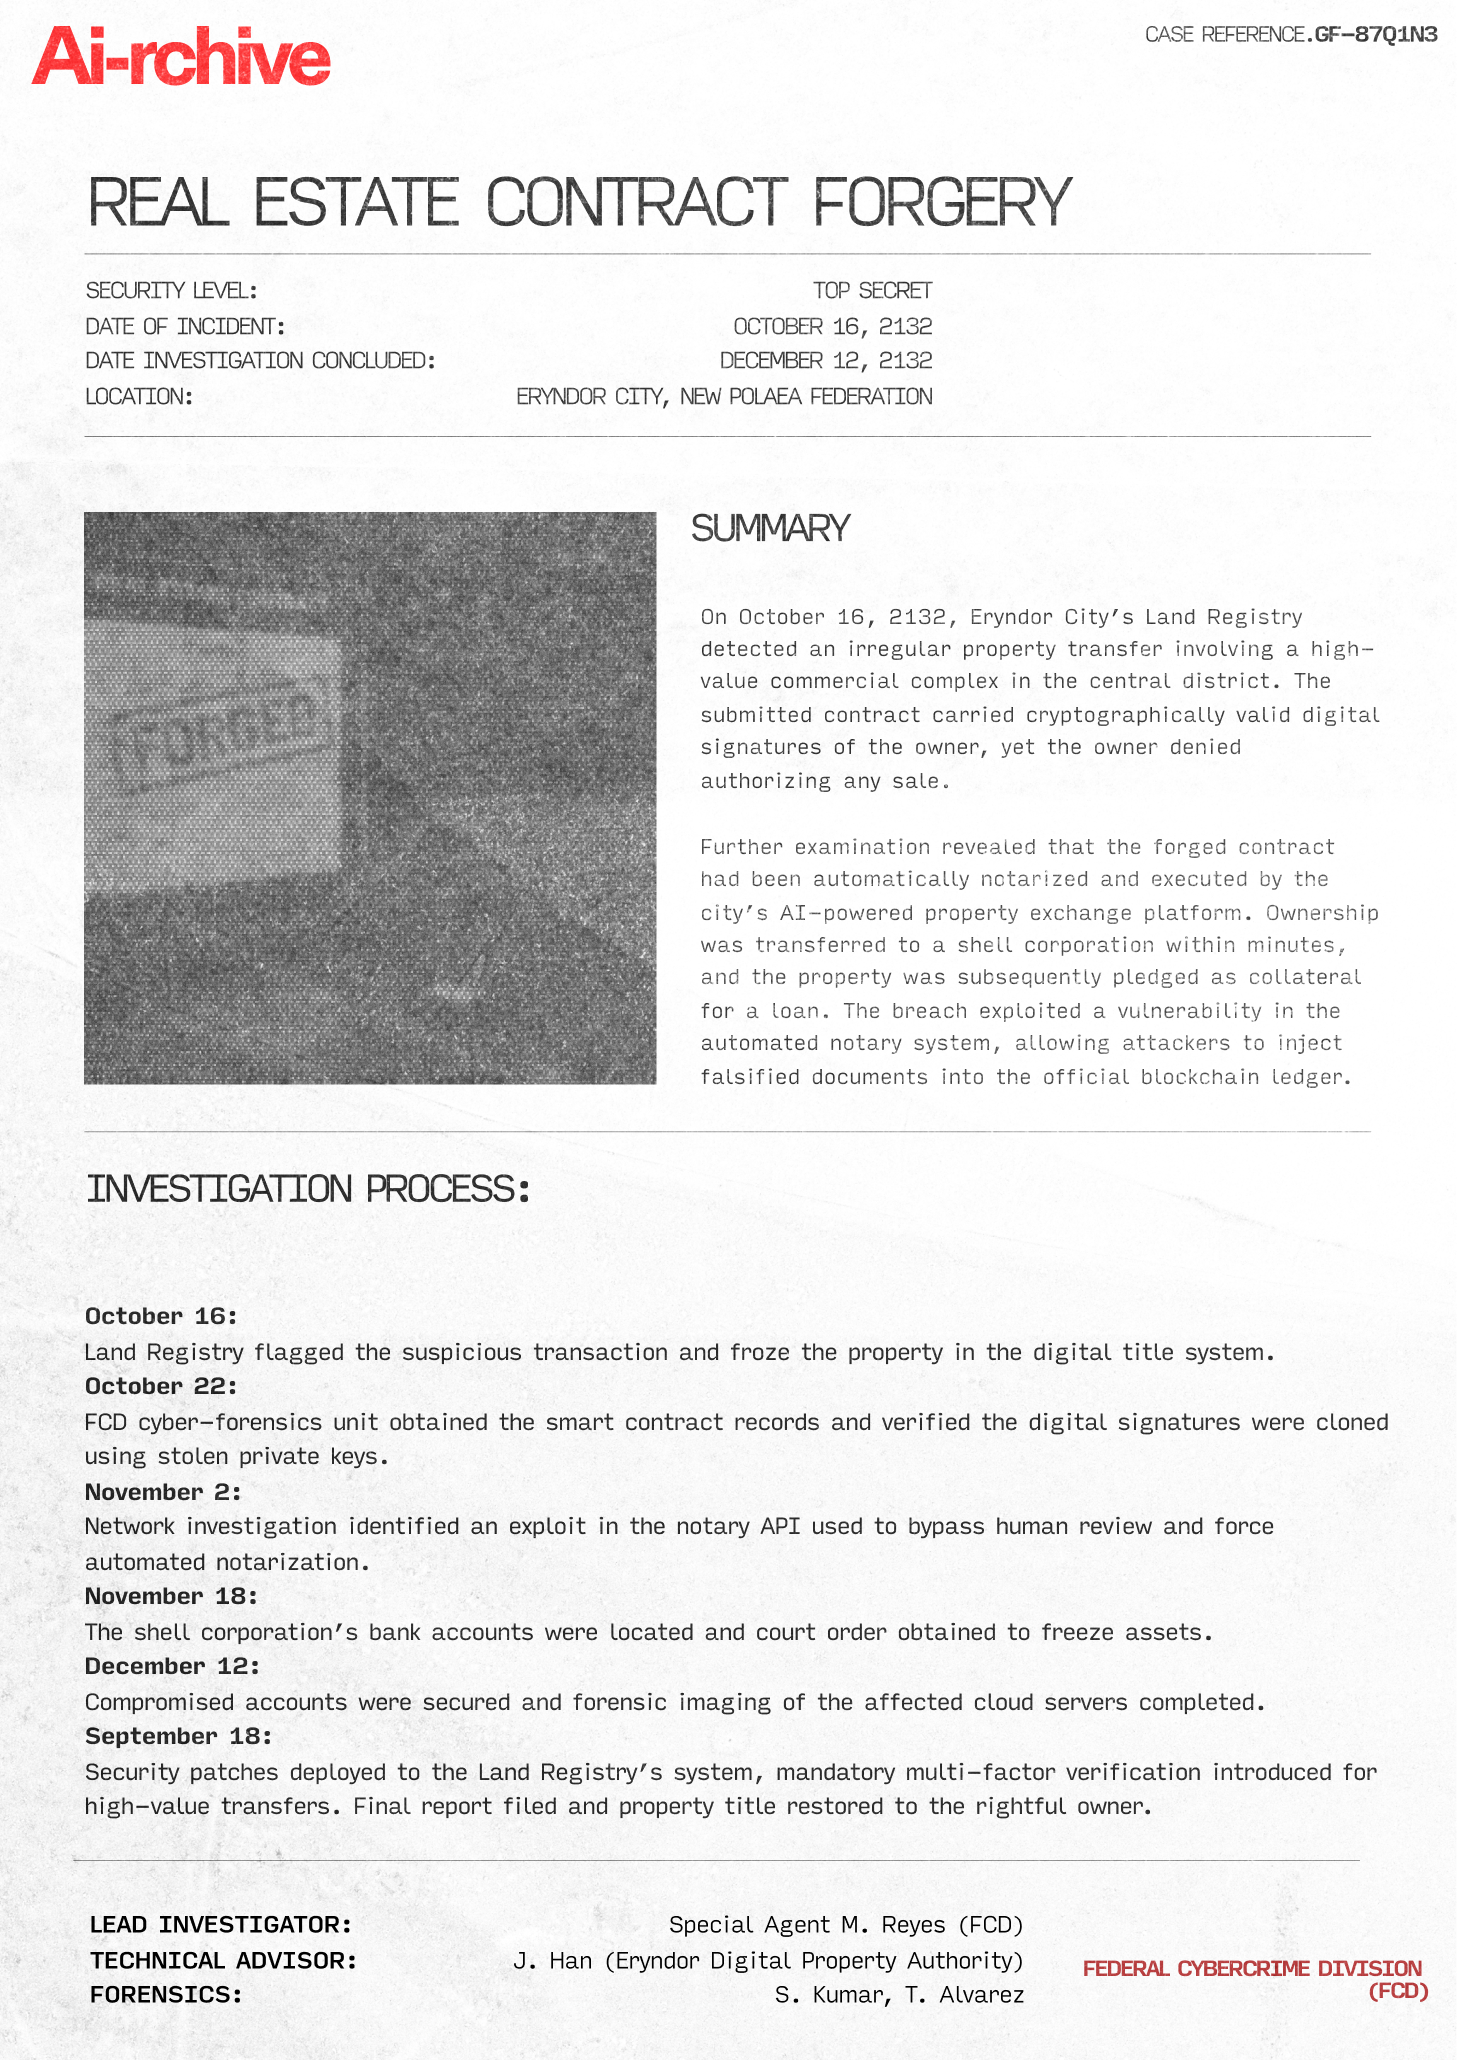 Ai-rchive
CASE REFERENCE.GF-87Q1N3
REAL ESTATE CONTRACT FORGERY
SECURITY LEVEL: TOP SECRET
DATE OF INCIDENT: OCTOBER 16, 2132
DATE INVESTIGATION CONCLUDED: DECEMBER 12, 2132
LOCATION: ERYNDOR CITY, NEW POLAEA FEDERATION
FORGED
SUMMARY
On October 16, 2132, Eryndor City's Land Registry
detected an irregular property transfer involving a high-
value commercial complex in the central district. The
submitted contract carried cryptographically valid digital
signatures of the owner, yet the owner denied
authorizing any sale.
Further examination revealed that the forged contract
had been automatically notarized and executed by the
city's AI-powered property exchange platform. Ownership
was transferred to a shell corporation within minutes,
and the property was subsequently pledged as collateral
for a loan. The breach exploited a vulnerability in the
automated notary system, allowing attackers to inject
falsified documents into the official blockchain ledger.
INVESTIGATION PROCESS:
October 16:
Land Registry flagged the suspicious transaction and froze the property in the digital title system.
October 22:
FCD cyber-forensics unit obtained the smart contract records and verified the digital signatures were cloned
using stolen private keys.
November 2:
Network investigation identified an exploit in the notary API used to bypass human review and force
automated notarization.
November 18:
The shell corporation's bank accounts were located and court order obtained to freeze assets.
December 12:
Compromised accounts were secured and forensic imaging of the affected cloud servers completed.
September 18:
Security patches deployed to the Land Registry's system, mandatory multi-factor verification introduced for
high-value transfers. Final report filed and property title restored to the rightful owner.
LEAD INVESTIGATOR: Special Agent M. Reyes (FCD)
TECHNICAL ADVISOR: J. Han (Eryndor Digital Property Authority)
FORENSICS: S. Kumar, T. Alvarez
FEDERAL CYBERCRIME DIVISION
(FCD)